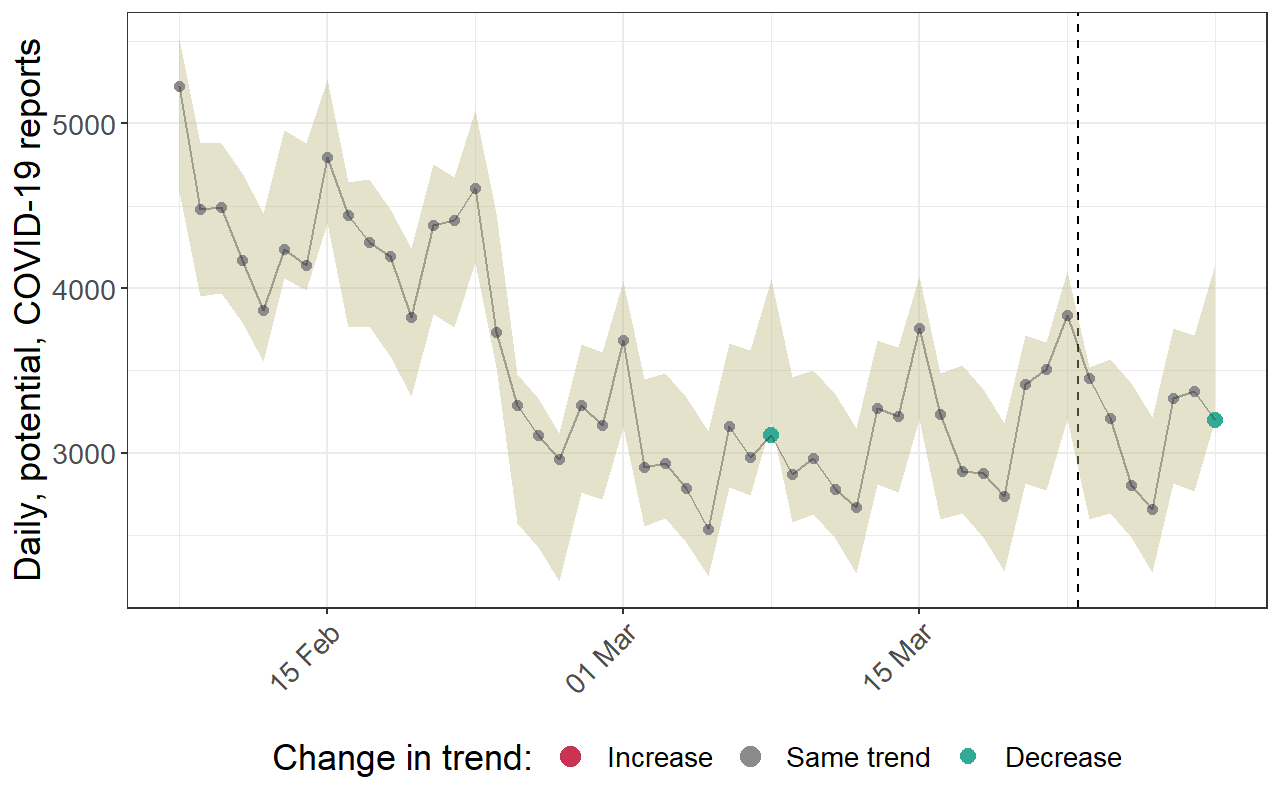 Daily, potential, COVID-19 reports
5000
4000
3000
15 Feb
01 Mar
15 Mar
Change in trend:
Increase
Same trend
Decrease